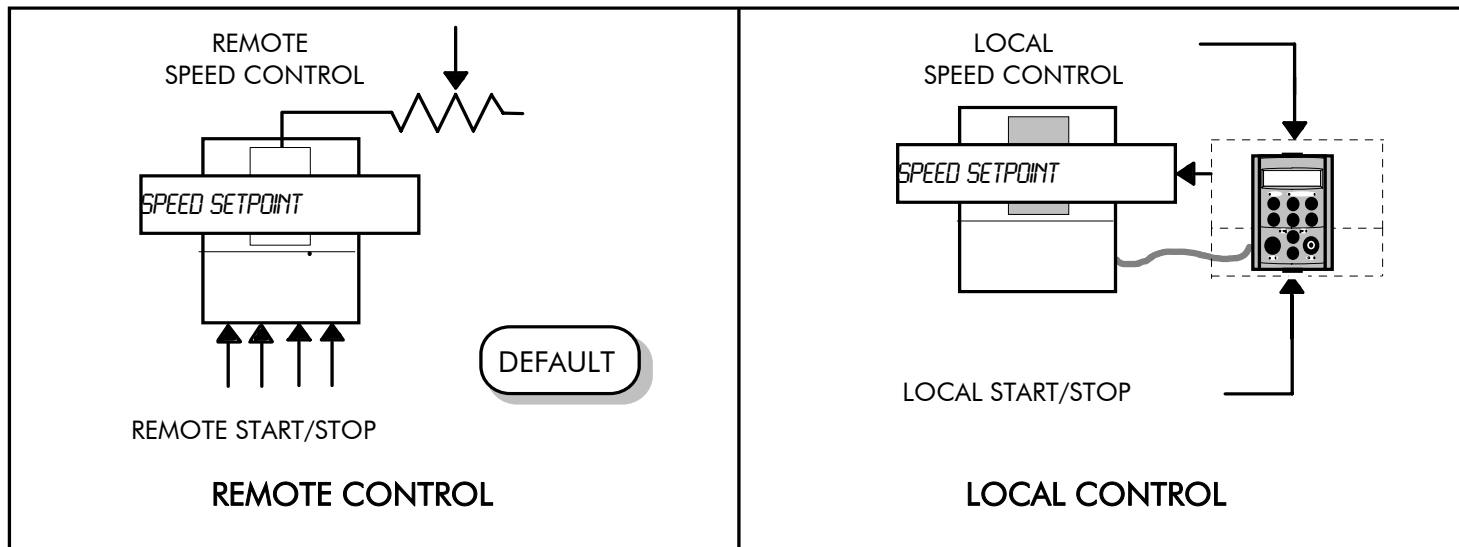 REMOTE
SPEED CONTROL
SPEED SETPOINT
DEFAULT
REMOTE START/STOP
REMOTE CONTROL
LOCAL
SPEED CONTROL
SPEED SETPOINT
LOCAL START/STOP
LOCAL CONTROL